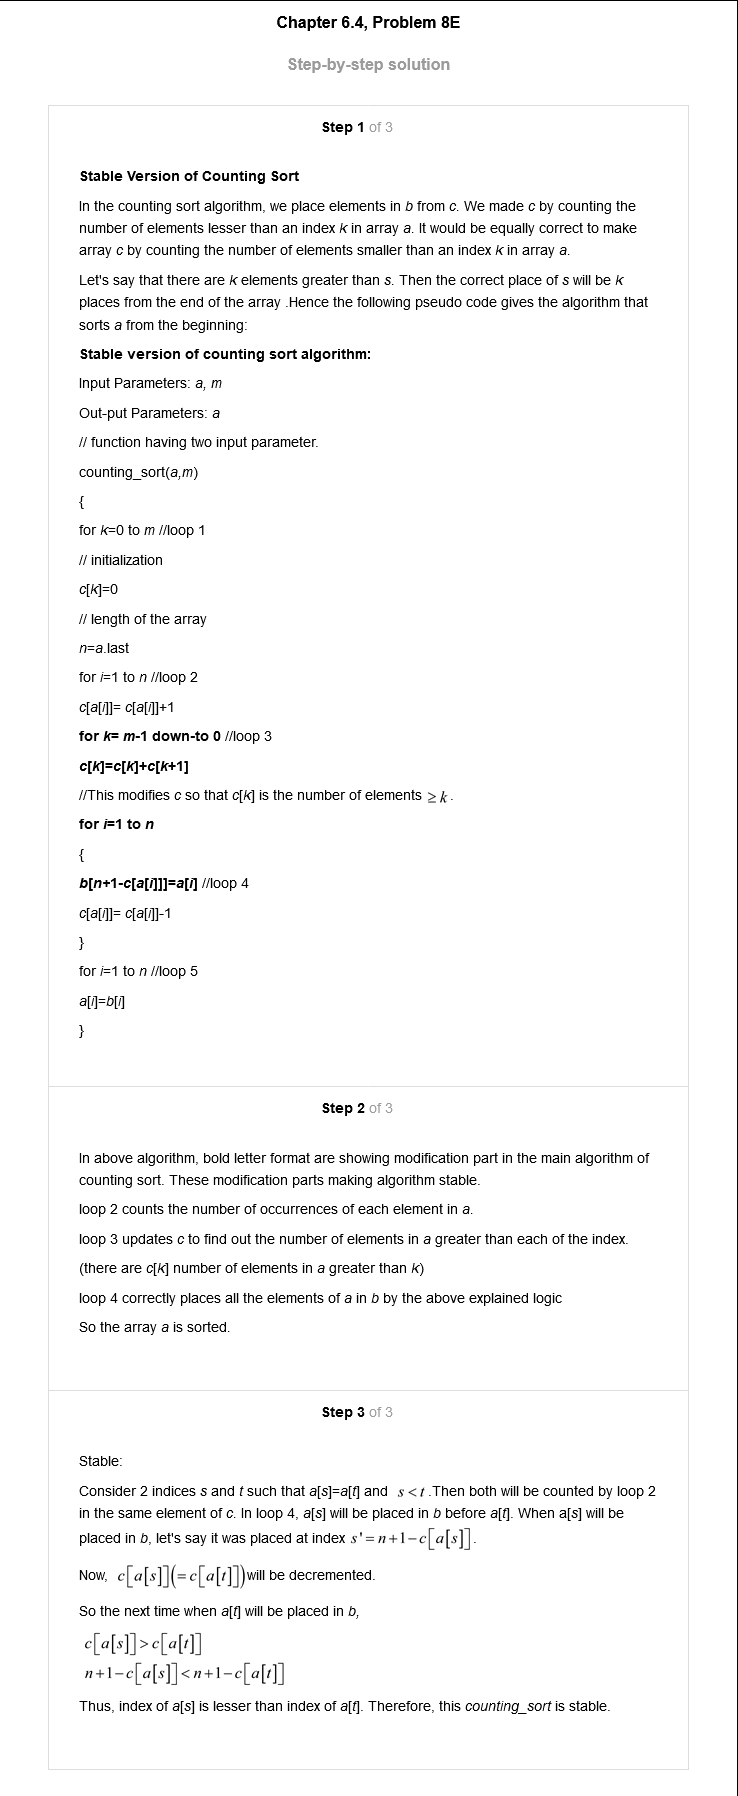 Chapter 6.4, Problem 8E
Step-by-step solution
Step 1 of 3
Stable Version of Counting Sort
In the counting sort algorithm, we place elements in b from c. We made c by counting the
number of elements lesser than an index k in array a. It would be equally correct to make
array c by counting the number of elements smaller than an index k in array a.
Let's say that there are k elements greater than s. Then the correct place of s will be k
places from the end of the array .Hence the following pseudo code gives the algorithm that
sorts a from the beginning:
Stable version of counting sort algorithm:
Input Parameters: a, m
Out-put Parameters: a
// function having two input parameter.
counting_sort(a,m)
{
for k=0 to m //loop 1
// initialization
c[k]=0
// length of the array
n=a.last
for i=1 to n //loop 2
c[a[i]]= c[a[i]]+1
for k= m-1 down-to 0 //loop 3
c[k]=c[k]+c[k+1]
//This modifies c so that c[k] is the number of elements ≥ k .
for i=1 to n
{
b[n+1-c[a[i]]]=a[i] //loop 4
c[a[i]]= c[a[i]]-1
}
for i=1 to n //loop 5
a[i]=b[i]
}
Step 2 of 3
In above algorithm, bold letter format are showing modification part in the main algorithm of
counting sort. These modification parts making algorithm stable.
loop 2 counts the number of occurrences of each element in a.
loop 3 updates c to find out the number of elements in a greater than each of the index.
(there are c[k] number of elements in a greater than k)
loop 4 correctly places all the elements of a in b by the above explained logic
So the array a is sorted.
Step 3 of 3
Stable:
Consider 2 indices s and t such that a[s]=a[t] and s < t .Then both will be counted by loop 2
in the same element of c. In loop 4, a[s] will be placed in b before a[t]. When a[s] will be
placed in b, let's say it was placed at index s'=n+1-c[a[s]].
Now, c[a[s]](=c[a[t]])will be decremented.
So the next time when a[t] will be placed in b,
c[a[s]]>c[a[t]]
n+1-c[a[s]]<n+1-c[a[t]]
Thus, index of a[s] is lesser than index of a[t]. Therefore, this counting_sort is stable.